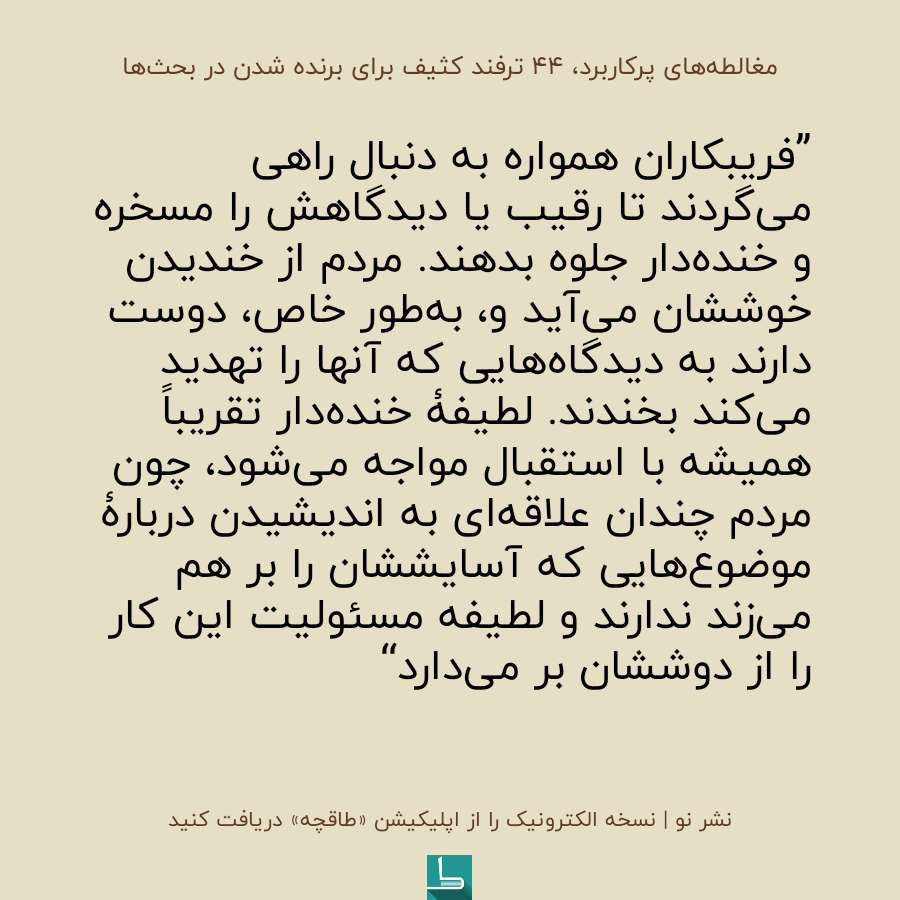 مغالطه‌های پرکاربرد، ۴۴ ترفند کثیف برای برنده شدن در بحث‌ها
”فریبکاران همواره به دنبال راهی
می‌گردند تا رقیب یا دیدگاهش را مسخره
و خنده‌دار جلوه بدهند. مردم از خندیدن
خوششان می‌آید و، به‌طور خاص، دوست
دارند به دیدگاه‌هایی که آنها را تهدید
می‌کند بخندند. لطیفهٔ خنده‌دار تقریباً
همیشه با استقبال مواجه می‌شود، چون
مردم چندان علاقه‌ای به اندیشیدن دربارهٔ
موضوع‌هایی که آسایششان را بر هم
می‌زند ندارند و لطیفه مسئولیت این کار
را از دوششان بر می‌دارد“
نشر نو | نسخه الکترونیک را از اپلیکیشن «طاقچه» دریافت کنید